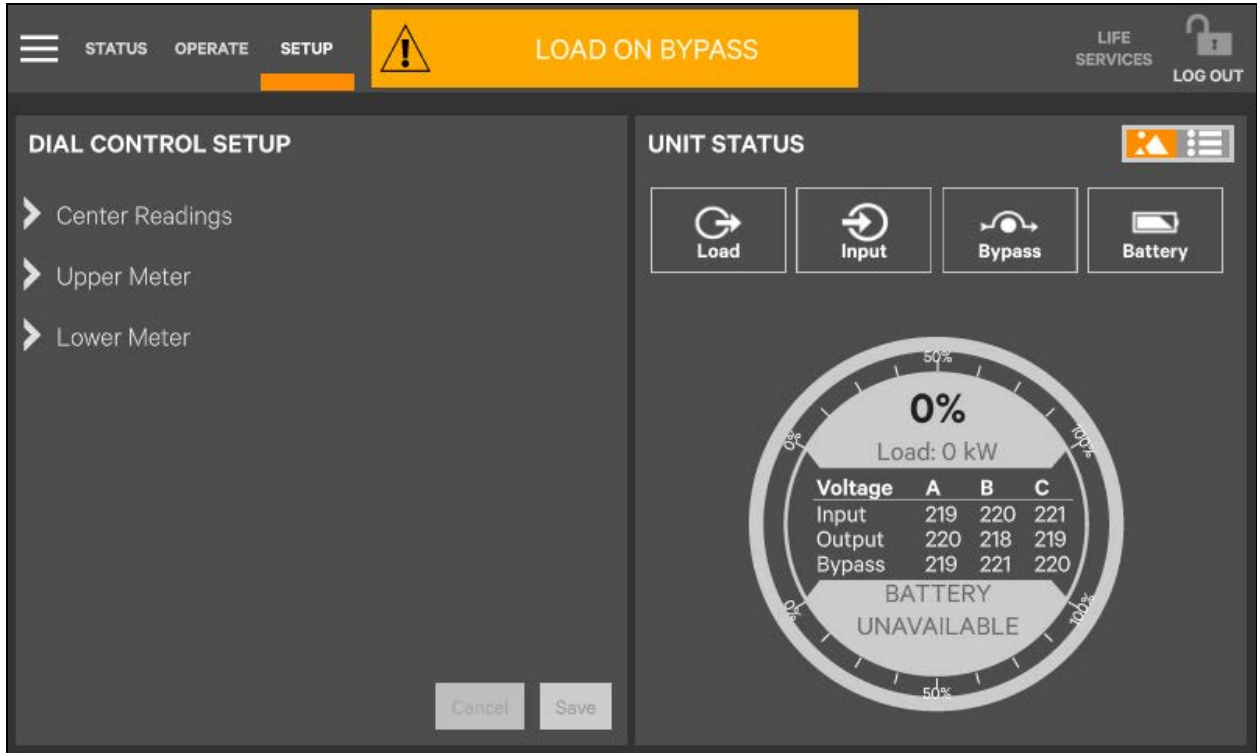 STATUS OPERATE SETUP LOAD ON BYPASS LIFE
SERVICES
LOG OUT
DIAL CONTROL SETUP
Center Readings
Upper Meter
Lower Meter
Cancel Save
UNIT STATUS
Load Input Bypass Battery
50%
0% 100%
0%
Load: 0 kW
Voltage A B C
Input 219 220 221
Output 220 218 219
Bypass 219 221 220
BATTERY
UNAVAILABLE
0% 100%
50%